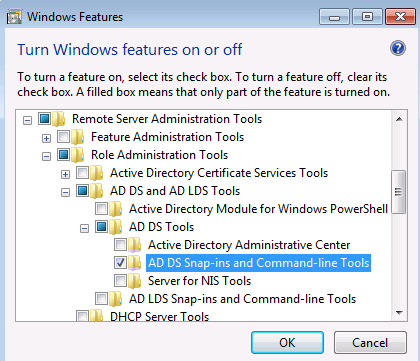 Windows Features
Turn Windows features on or off
To turn a feature on, select its check box. To turn a feature off, clear its
check box. A filled box means that only part of the feature is turned on.
Remote Server Administration Tools
Feature Administration Tools
Role Administration Tools
Active Directory Certificate Services Tools
AD DS and AD LDS Tools
Active Directory Module for Windows PowerShell
AD DS Tools
Active Directory Administrative Center
AD DS Snap-ins and Command-line Tools
Server for NIS Tools
AD LDS Snap-ins and Command-line Tools
DHCP Server Tools
OK
Cancel